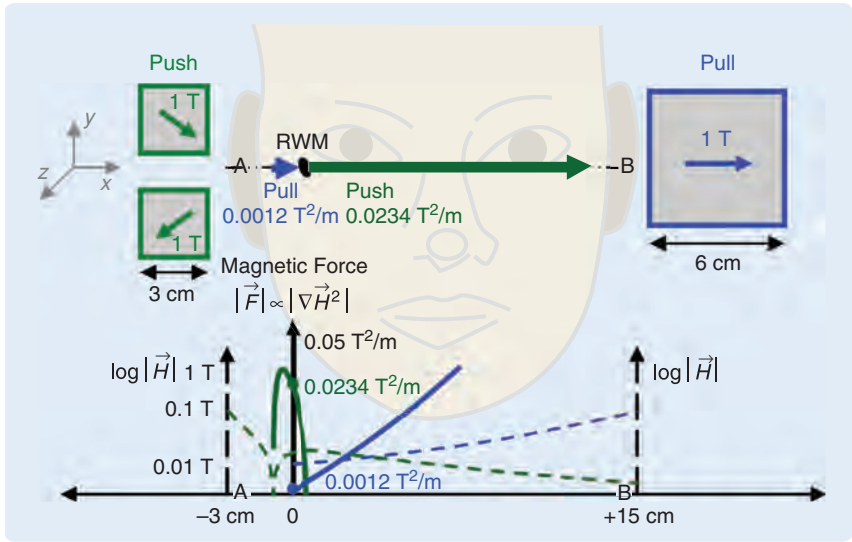 Push
Pull
1 T
y
RWM
1 T
z
x
A
B
Pull
Push
0.0012 T²/m
0.0234 T²/m
1 T
6 cm
3 cm
Magnetic Force
|F⃗| ∝ |∇H⃗²|
0.05 T²/m
log|H⃗|
1 T
log|H⃗|
0.0234 T²/m
0.1 T
0.01 T
0.0012 T²/m
A
B
–3 cm
0
+15 cm